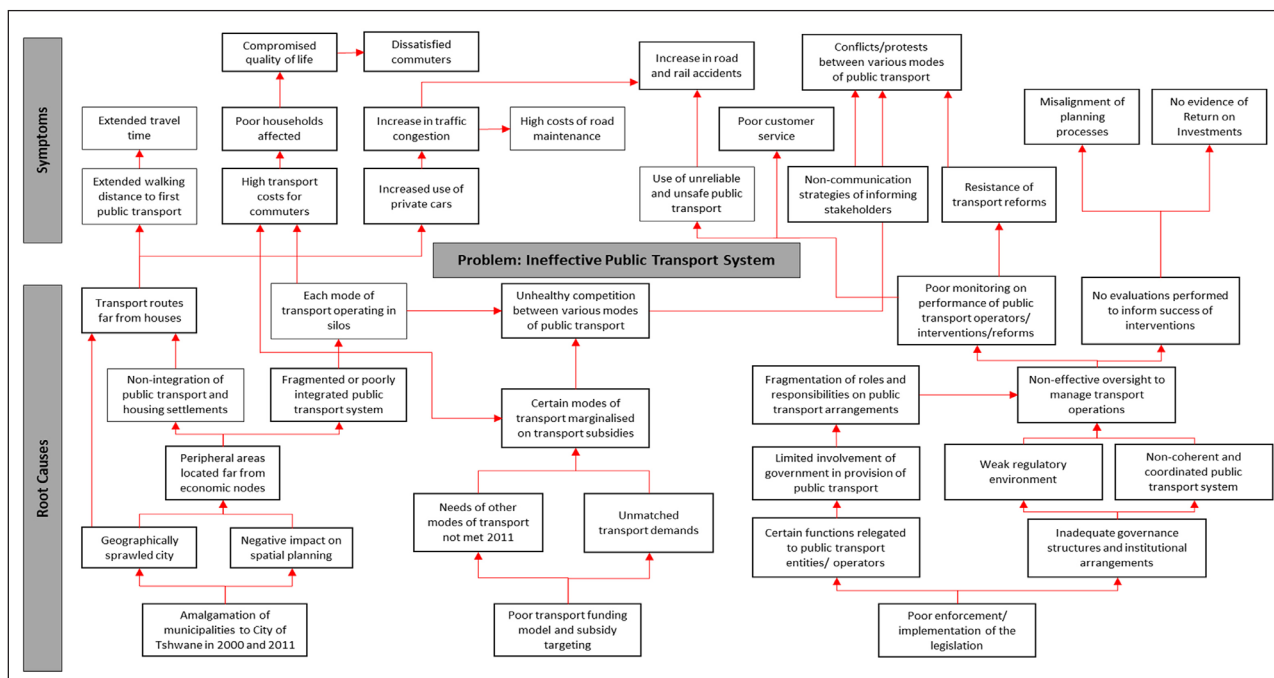 Symptoms
Compromised
quality of life
Dissatisfied
commuters
Increase in road
and rail accidents
Conflicts/protests
between various modes
of public transport
Extended travel
time
Poor households
affected
Increase in traffic
congestion
High costs of road
maintenance
Poor customer
service
Misalignment of
planning
processes
No evidence of
Return on
Investments
Extended walking
distance to first
public transport
High transport
costs for
commuters
Increased use of
private cars
Use of unreliable
and unsafe public
transport
Non-communication
strategies of informing
stakeholders
Resistance of
transport reforms
Problem: Ineffective Public Transport System
Root Causes
Transport routes
far from houses
Each mode of
transport operating in
silos
Unhealthy competition
between various modes
of public transport
Poor monitoring on
performance of public
transport operators/
interventions/reforms
No evaluations performed
to inform success of
interventions
Non-integration of
public transport and
housing settlements
Fragmented or poorly
integrated public
transport system
Certain modes of
transport marginalised
on transport subsidies
Fragmentation of roles and
responsibilities on public
transport arrangements
Non-effective oversight to
manage transport
operations
Peripheral areas
located far from
economic nodes
Limited involvement of
government in provision of
public transport
Weak regulatory
environment
Non-coherent and
coordinated public
transport system
Geographically
sprawled city
Negative impact on
spatial planning
Needs of other
modes of transport
not met 2011
Unmatched
transport demands
Certain functions relegated
to public transport
entities/ operators
Inadequate governance
structures and institutional
arrangements
Amalgamation of
municipalities to City of
Tshwane in 2000 and 2011
Poor transport funding
model and subsidy
targeting
Poor enforcement/
implementation of the
legislation